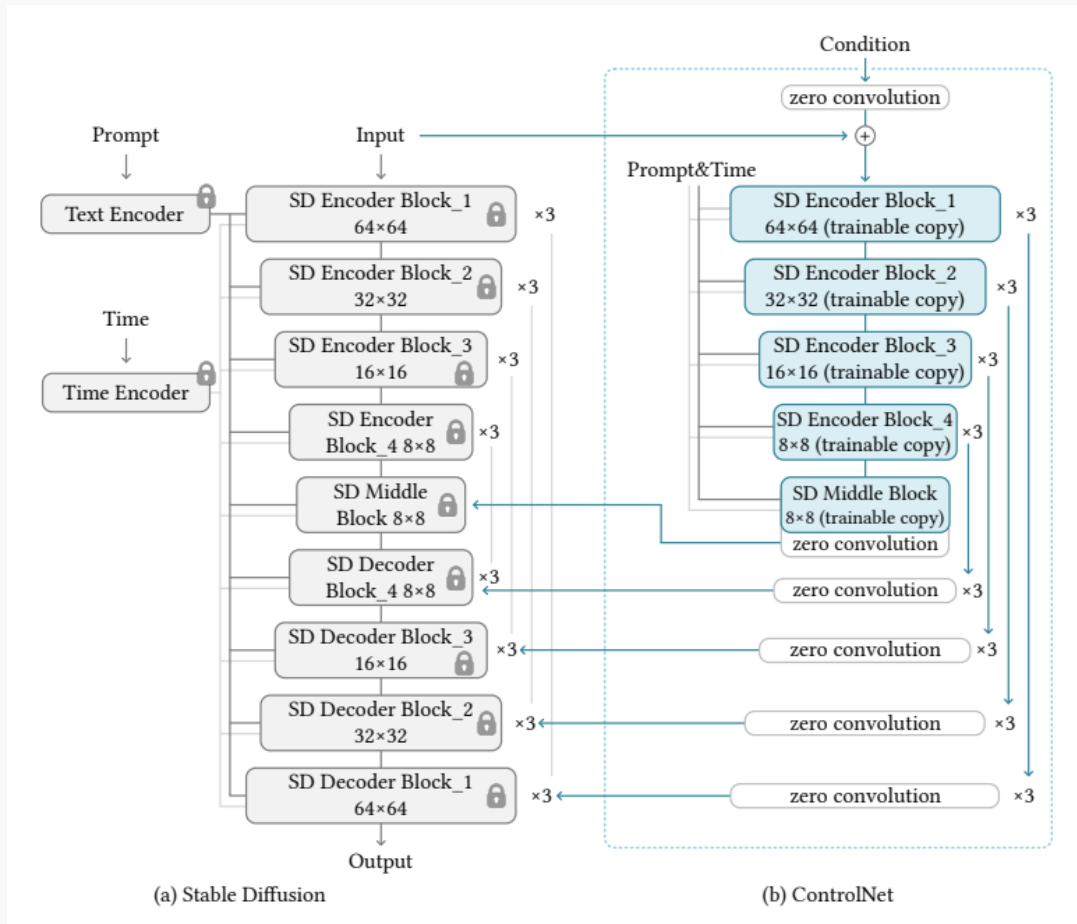 Prompt
Input
Text Encoder
SD Encoder Block_1
64×64
×3
SD Encoder Block_2
32×32
×3
Time
SD Encoder Block_3
16×16
×3
Time Encoder
SD Encoder
Block_4 8×8
×3
SD Middle
Block 8×8
SD Decoder
Block_4 8×8
×3
SD Decoder Block_3
16×16
×3
SD Decoder Block_2
32×32
×3
SD Decoder Block_1
64×64
×3
Output
(a) Stable Diffusion
Condition
zero convolution
+
Prompt&Time
SD Encoder Block_1
64×64 (trainable copy)
×3
SD Encoder Block_2
32×32 (trainable copy)
×3
SD Encoder Block_3
16×16 (trainable copy)
×3
SD Encoder Block_4
8×8 (trainable copy)
×3
SD Middle Block
8×8 (trainable copy)
zero convolution
zero convolution
×3
zero convolution
×3
zero convolution
×3
zero convolution
×3
(b) ControlNet